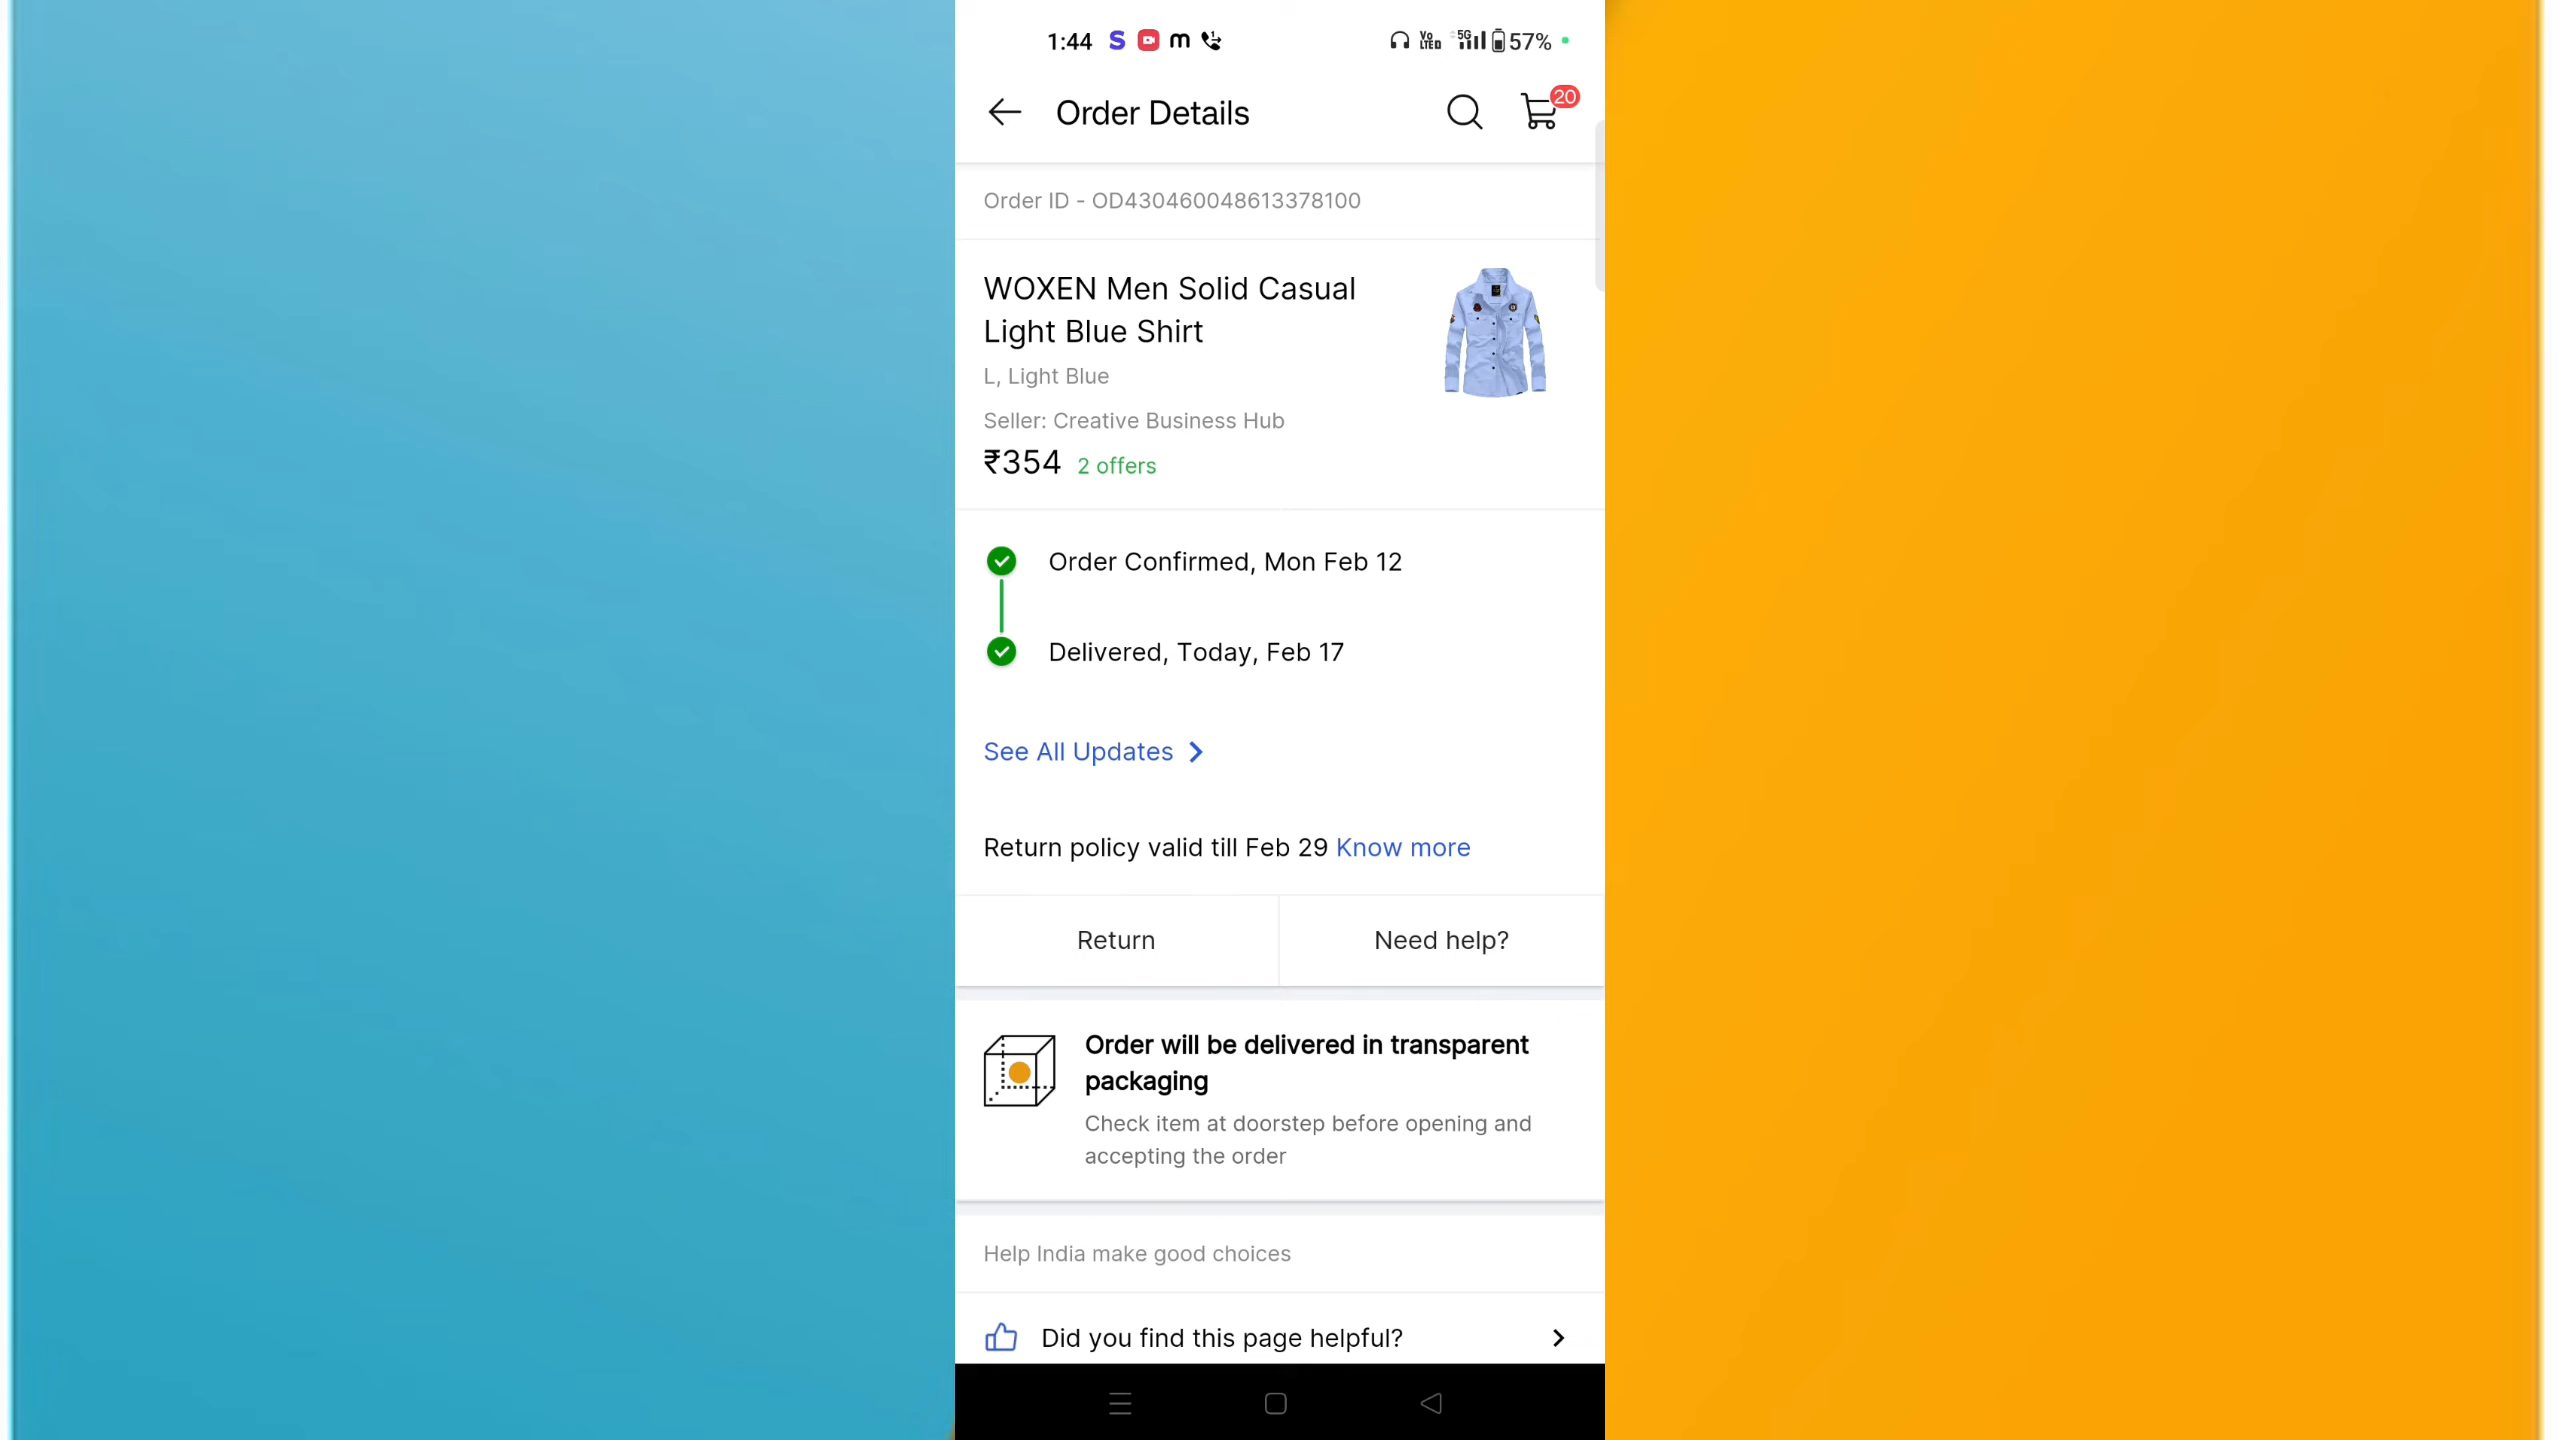 1:44 S m 5G 57%
Order Details 20
Order ID - OD430460048613378100
WOXEN Men Solid Casual
Light Blue Shirt
L, Light Blue
Seller: Creative Business Hub
₹354 2 offers
Order Confirmed, Mon Feb 12
Delivered, Today, Feb 17
See All Updates
Return policy valid till Feb 29 Know more
Return Need help?
Order will be delivered in transparent
packaging
Check item at doorstep before opening and
accepting the order
Help India make good choices
Did you find this page helpful?